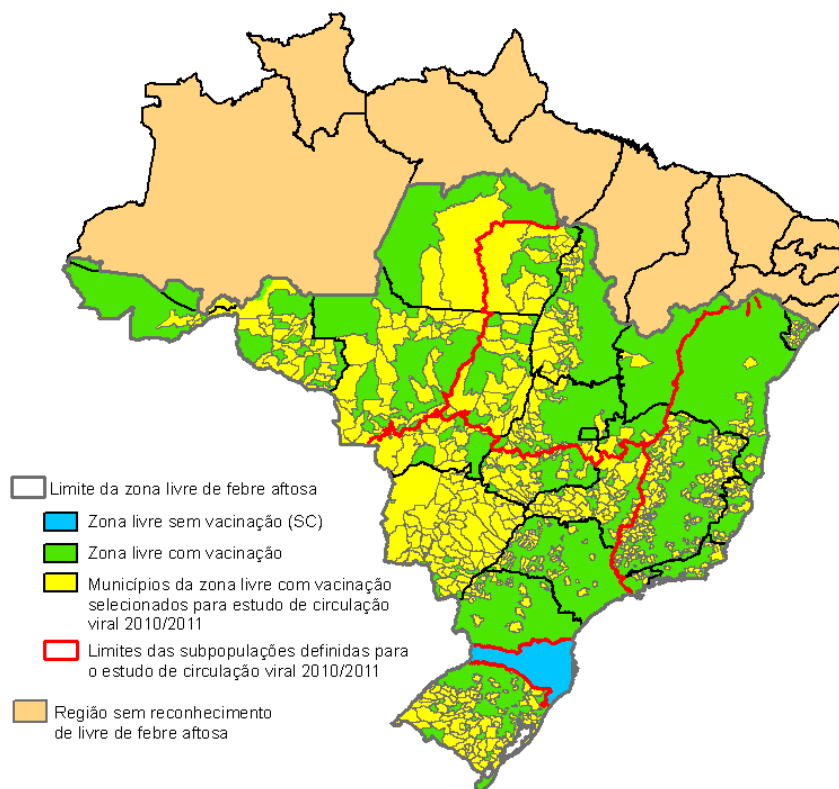 Limite da zona livre de febre aftosa
Zona livre sem vacinação (SC)
Zona livre com vacinação
Municípios da zona livre com vacinação
selecionados para estudo de circulação
viral 2010/2011
Limites das subpopulações definidas para
o estudo de circulação viral 2010/2011
Região sem reconhecimento
de livre de febre aftosa